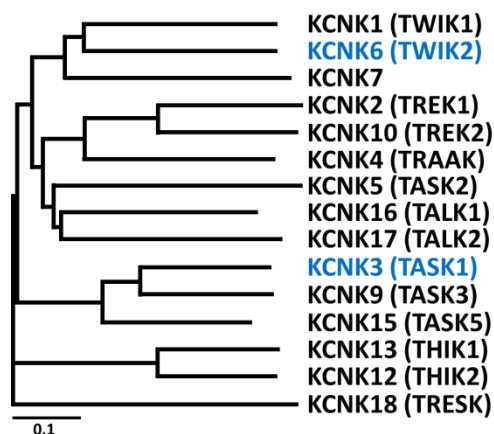 KCNK1 (TWIK1)
KCNK6 (TWIK2)
KCNK7
KCNK2 (TREK1)
KCNK10 (TREK2)
KCNK4 (TRAAK)
KCNK5 (TASK2)
KCNK16 (TALK1)
KCNK17 (TALK2)
KCNK3 (TASK1)
KCNK9 (TASK3)
KCNK15 (TASK5)
KCNK13 (THIK1)
KCNK12 (THIK2)
KCNK18 (TRESK)
0.1